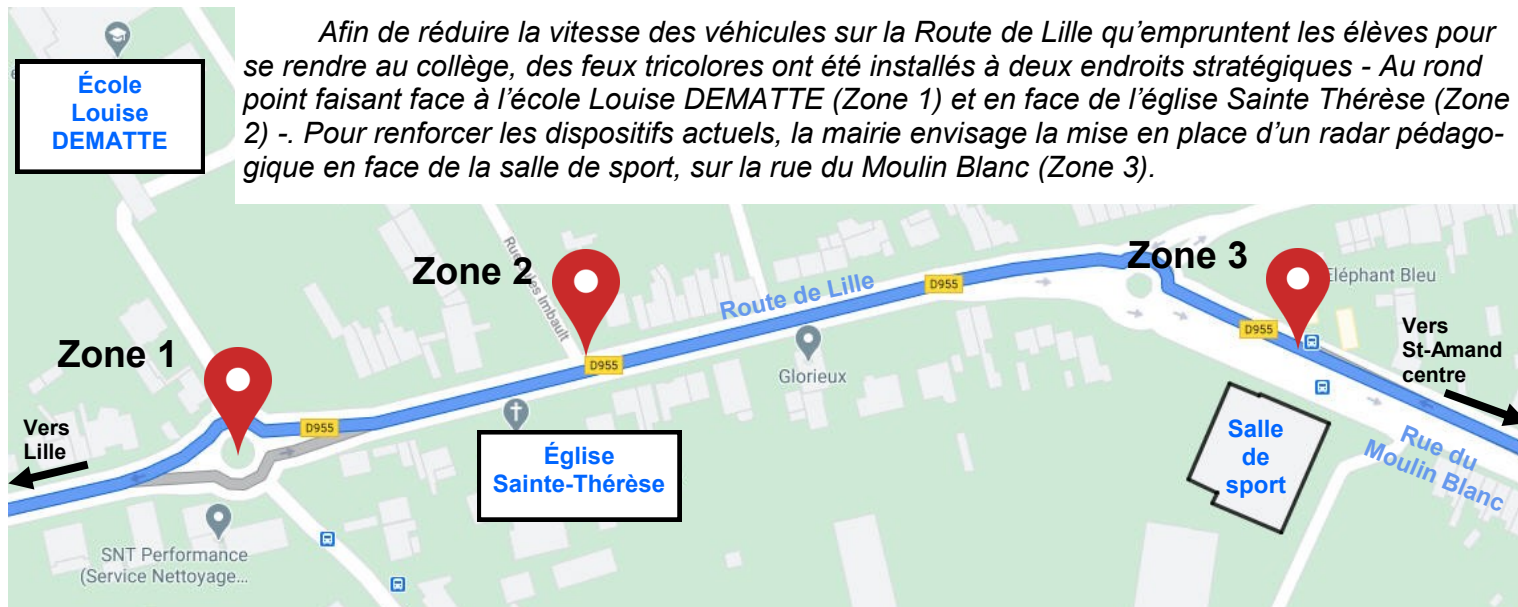 Afin de réduire la vitesse des véhicules sur la Route de Lille qu'empruntent les élèves pour
se rendre au collège, des feux tricolores ont été installés à deux endroits stratégiques - Au rond
point faisant face à l'école Louise DEMATTE (Zone 1) et en face de l'église Sainte Thérèse (Zone
2) -. Pour renforcer les dispositifs actuels, la mairie envisage la mise en place d'un radar pédago-
gique en face de la salle de sport, sur la rue du Moulin Blanc (Zone 3).
École
Louise
DEMATTE
Zone 1
Zone 2
Zone 3
Vers
Lille
D955
D955
D955
D955
Route de Lille
Glorieux
Église
Sainte-Thérèse
Éléphant Bleu
Vers
St-Amand
centre
Salle
de
sport
Rue du
Moulin Blanc
SNT Performance
(Service Nettoyage...